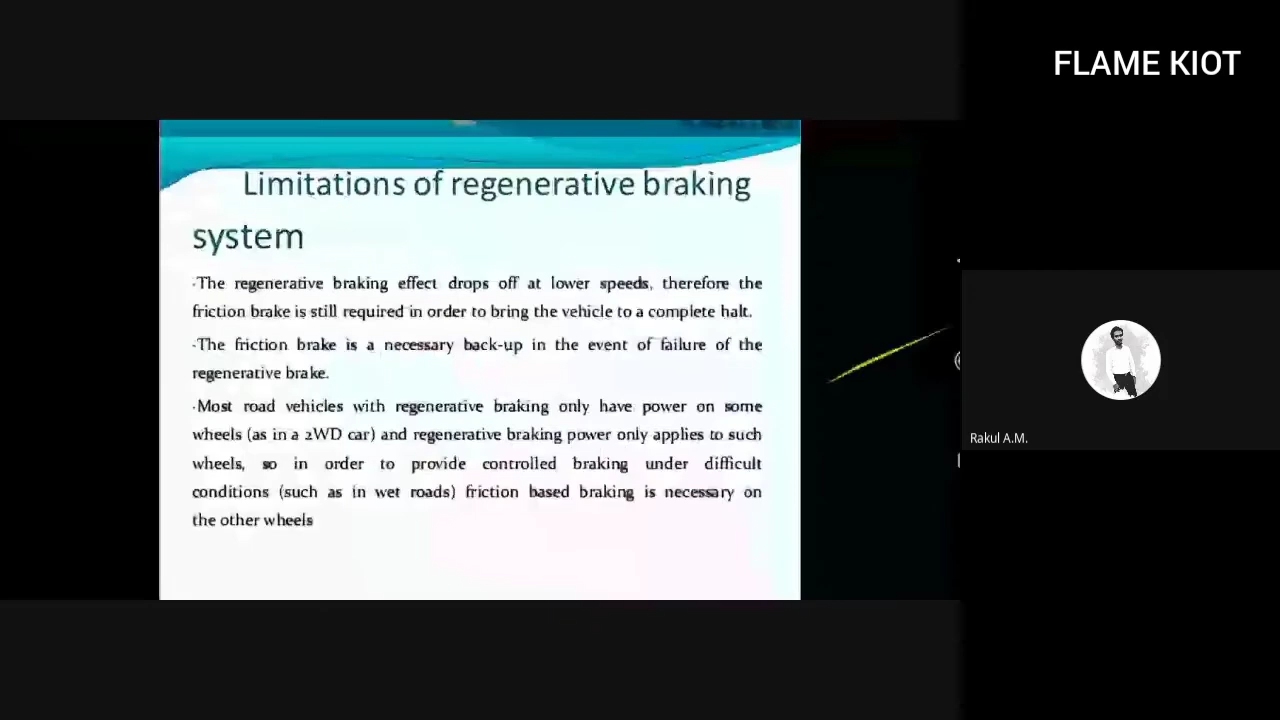 FLAME KIOT
Limitations of regenerative braking
system
·The regenerative braking effect drops off at lower speeds, therefore the
friction brake is still required in order to bring the vehicle to a complete halt.
·The friction brake is a necessary back-up in the event of failure of the
regenerative brake.
·Most road vehicles with regenerative braking only have power on some
wheels (as in a 2WD car) and regenerative braking power only applies to such
wheels, so in order to provide controlled braking under difficult
conditions (such as in wet roads) friction based braking is necessary on
the other wheels
Rakul A.M.